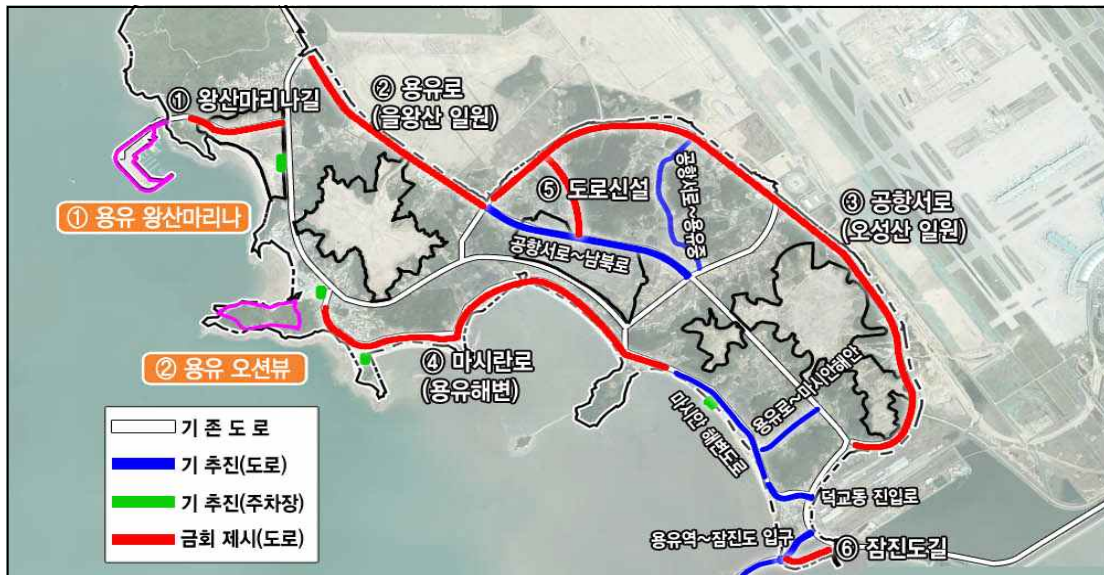 ① 왕산마리나길
② 용유로
(을왕산 일원)
① 용유 왕산마리나
⑤ 도로신설
공항서로~용유중
③ 공항서로
(오성산 일원)
공항서로~남북로
② 용유 오션뷰
④ 마시란로
(용유해변)
용유로~마시안해안
마시안 해변도로
기 존 도 로
기 추진(도로)
기 추진(주차장)
금회 제시(도로)
덕교동 진입로
용유역~잠진도 입구
⑥ 잠진도길